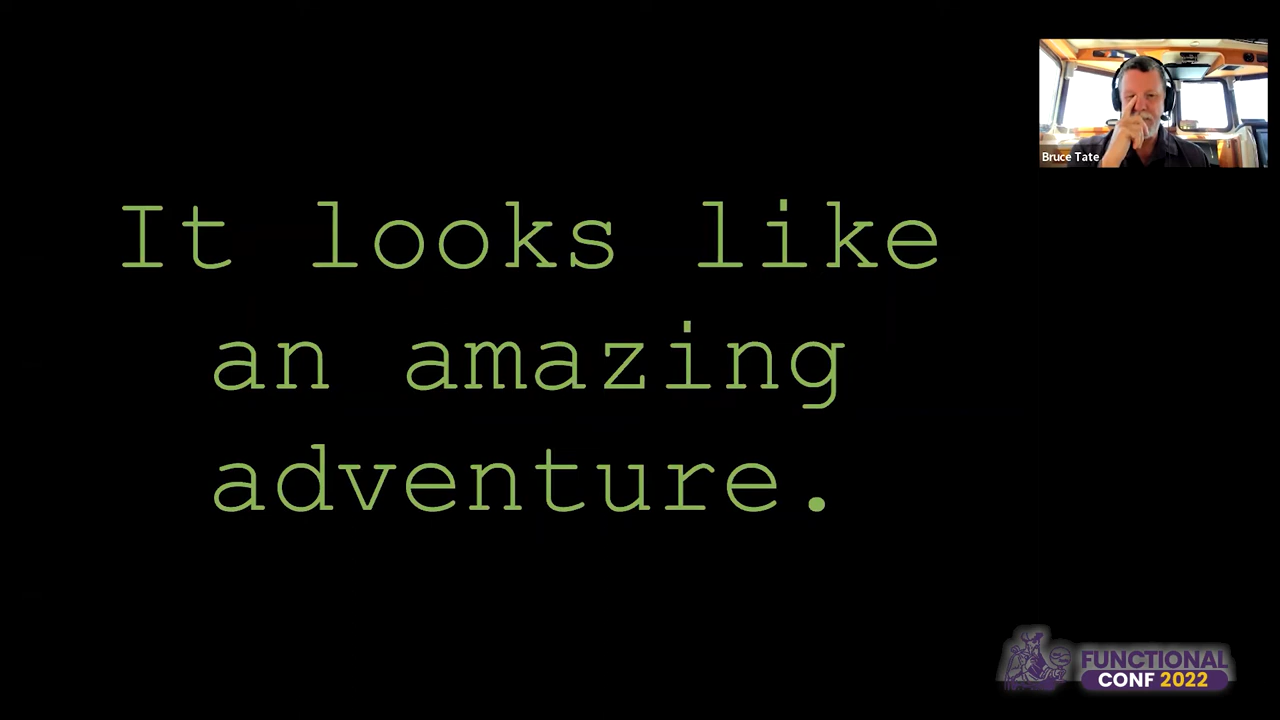 It looks like
an amazing
adventure.
Bruce Tate
FUNCTIONAL
CONF 2022